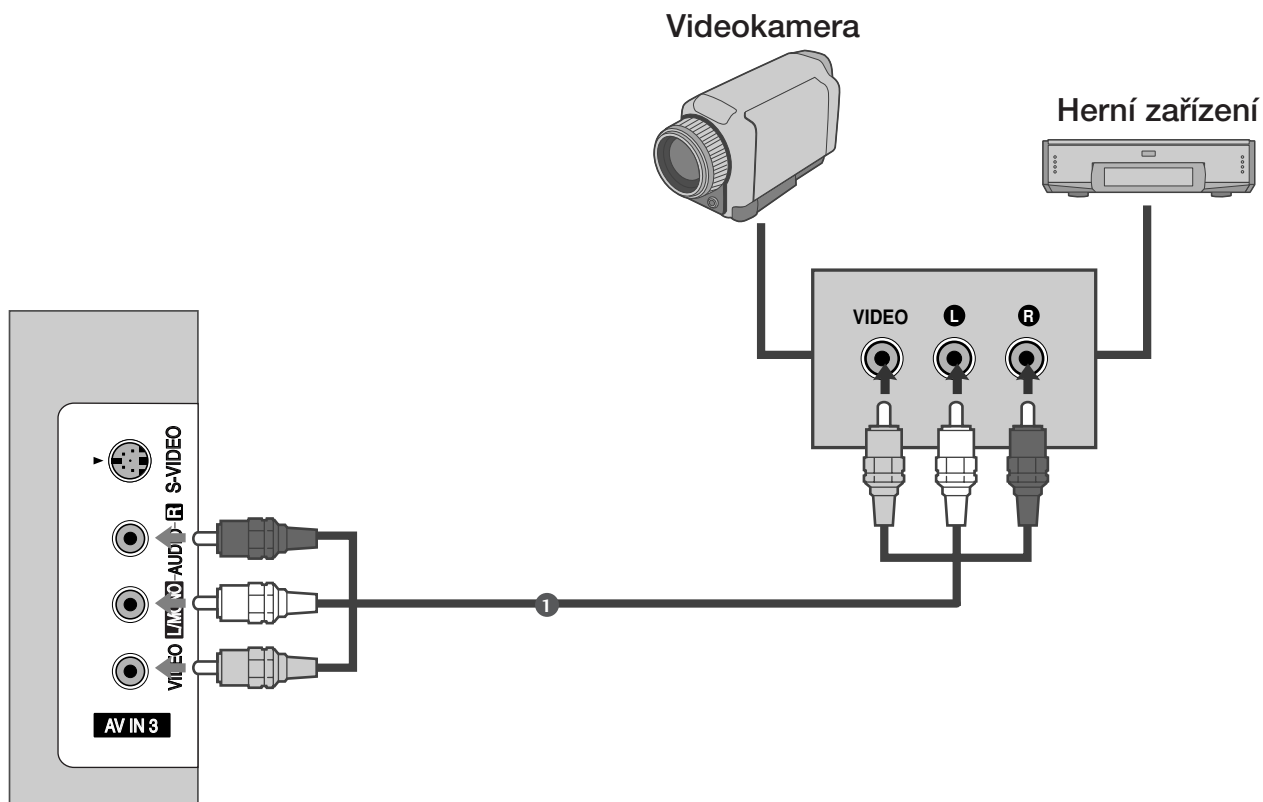 Videokamera
Herní zařízení
VIDEO L R
S-VIDEO
AUDIO R
L/MONO
VIDEO
1
AV IN 3